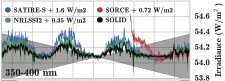 SATIRE-S + 1.6 W/m2 SORCE + 0.72 W/m2
NRLSSI2 + 0.35 W/m2 SOLID
54.6
54.4
54.2
54.0
53.8
Irradiance (W/m²)
350-400 nm